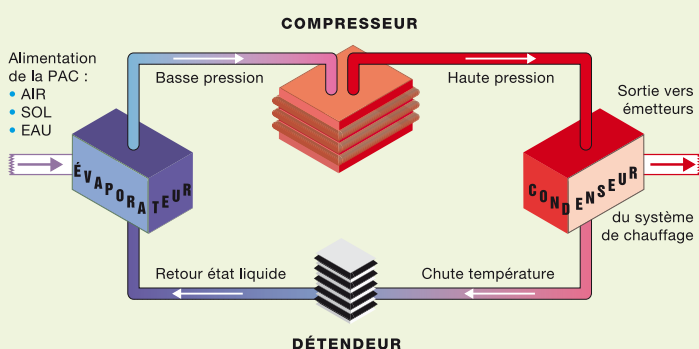 COMPRESSEUR
Alimentation
de la PAC :
• AIR
• SOL
• EAU
Basse pression
Haute pression
Sortie vers
émetteurs
ÉVAPORATEUR
CONDENSEUR
du système
de chauffage
Retour état liquide
Chute température
DÉTENDEUR